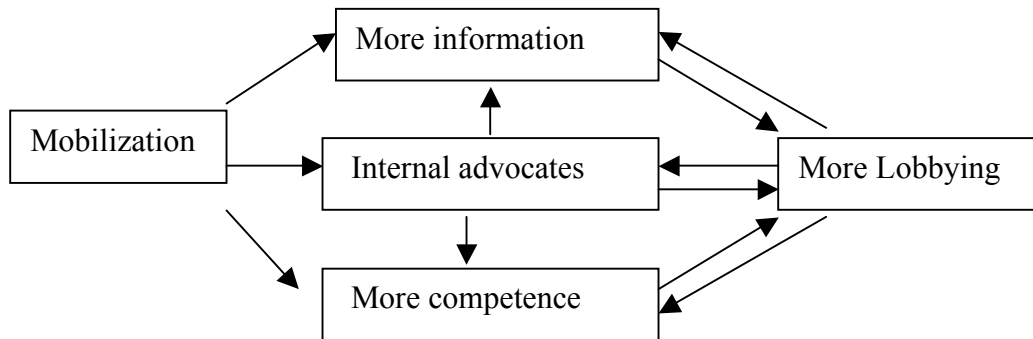 More information
Mobilization
Internal advocates
More Lobbying
More competence